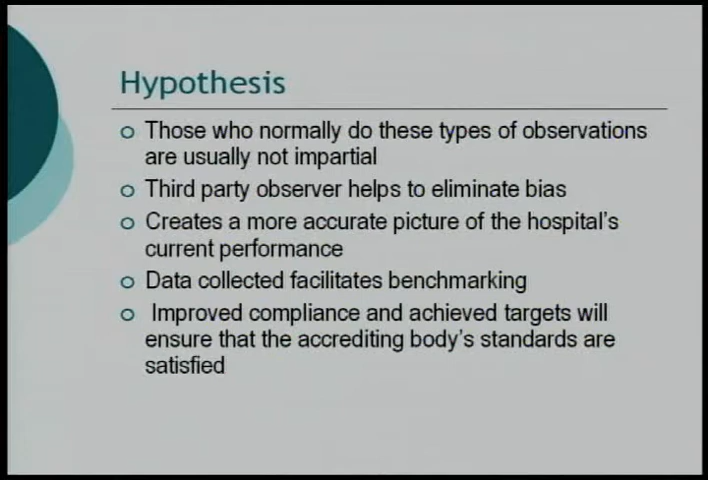 Hypothesis
Those who normally do these types of observations
are usually not impartial
Third party observer helps to eliminate bias
Creates a more accurate picture of the hospital's
current performance
Data collected facilitates benchmarking
Improved compliance and achieved targets will
ensure that the accrediting body's standards are
satisfied